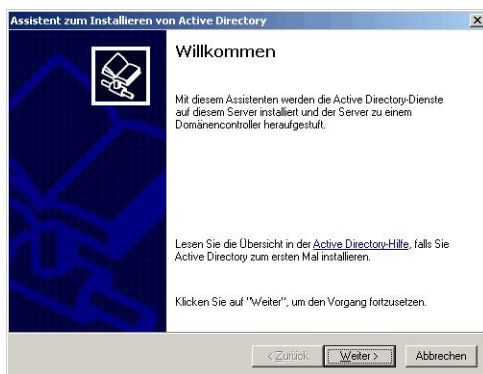 Assistent zum Installieren von Active Directory
Willkommen
Mit diesem Assistenten werden die Active Directory-Dienste
auf diesem Server installiert und der Server zu einem
Domänencontroller heraufgestuft.
Lesen Sie die Übersicht in der Active Directory-Hilfe, falls Sie
Active Directory zum ersten Mal installieren.
Klicken Sie auf "Weiter", um den Vorgang fortzusetzen.
< Zurück Weiter > Abbrechen